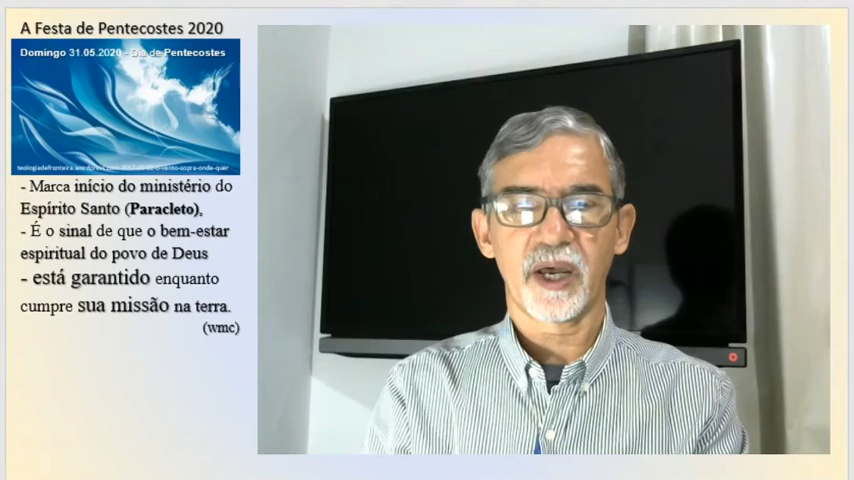 A Festa de Pentecostes 2020
Domingo 31.05.2020 - Dia de Pentecostes
- Marca início do ministério do
Espírito Santo (Paracleto),
- É o sinal de que o bem-estar
espiritual do povo de Deus
- está garantido enquanto
cumpre sua missão na terra.
(wmc)